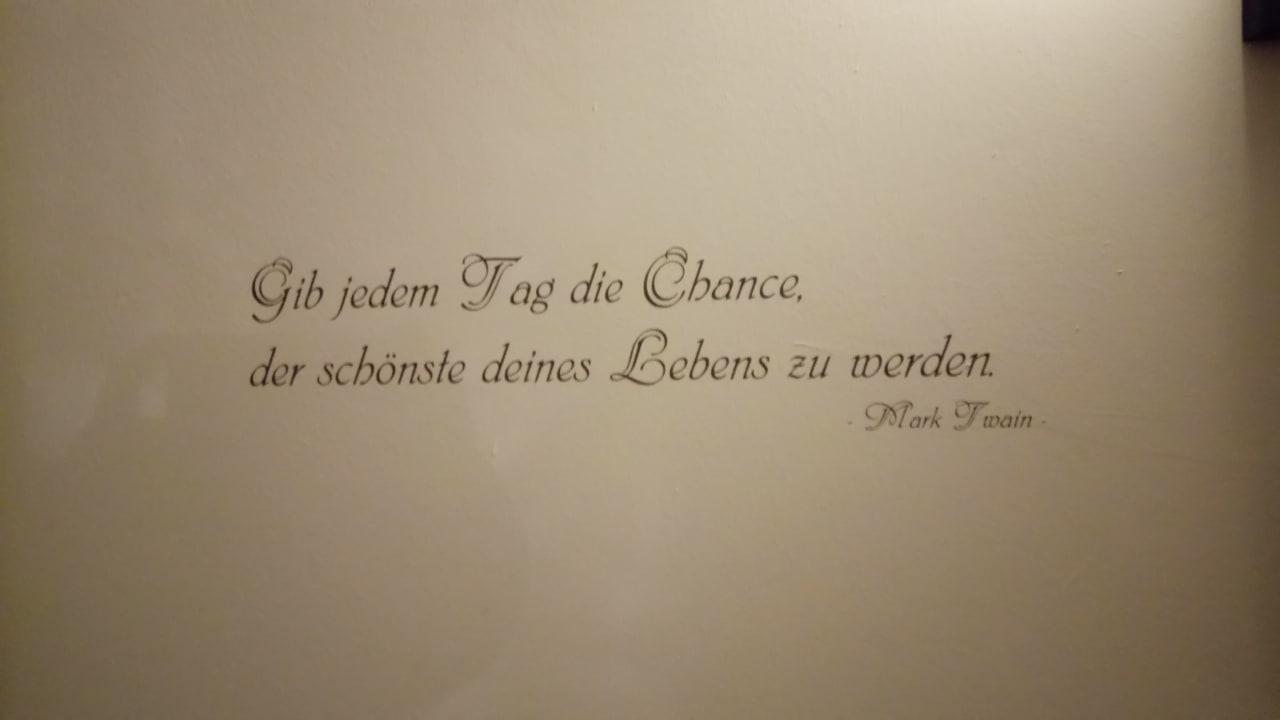 Gib jedem Tag die Chance,
der schönste deines Lebens zu werden.
- Mark Twain -